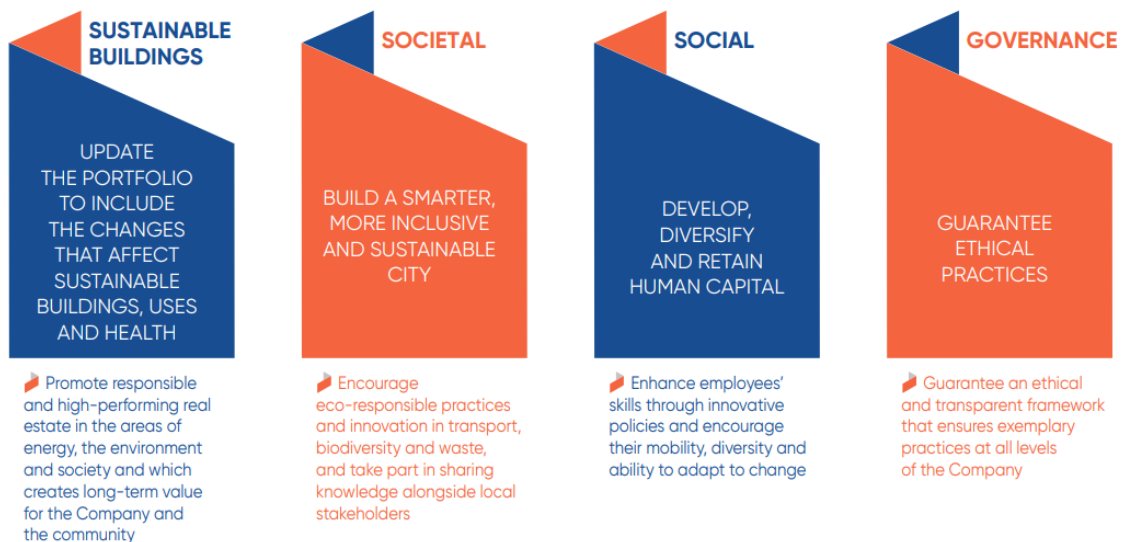 SUSTAINABLE
BUILDINGS
UPDATE
THE PORTFOLIO
TO INCLUDE
THE CHANGES
THAT AFFECT
SUSTAINABLE
BUILDINGS, USES
AND HEALTH
Promote responsible
and high-performing real
estate in the areas of
energy, the environment
and society and which
creates long-term value
for the Company and
the community
SOCIETAL
BUILD A SMARTER,
MORE INCLUSIVE
AND SUSTAINABLE
CITY
Encourage
eco-responsible practices
and innovation in transport,
biodiversity and waste,
and take part in sharing
knowledge alongside local
stakeholders
SOCIAL
DEVELOP,
DIVERSIFY
AND RETAIN
HUMAN CAPITAL
Enhance employees’
skills through innovative
policies and encourage
their mobility, diversity and
ability to adapt to change
GOVERNANCE
GUARANTEE
ETHICAL
PRACTICES
Guarantee an ethical
and transparent framework
that ensures exemplary
practices at all levels
of the Company